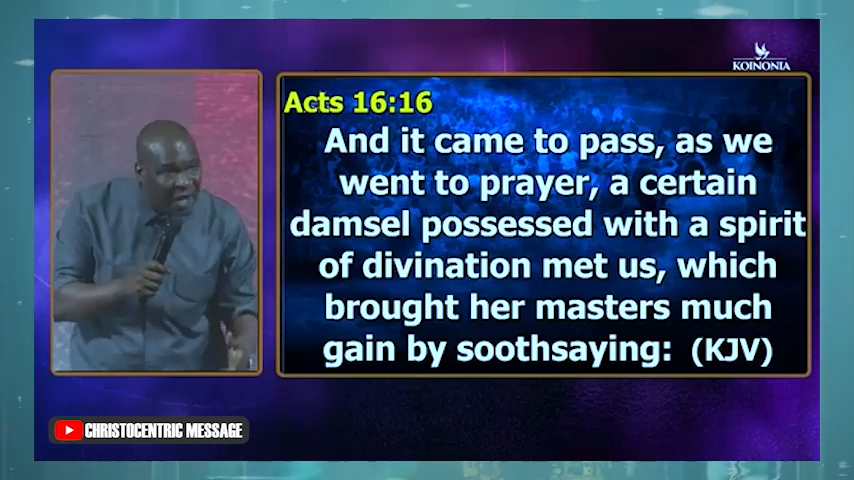 KOINONIA
Acts 16:16
And it came to pass, as we
went to prayer, a certain
damsel possessed with a spirit
of divination met us, which
brought her masters much
gain by soothsaying: (KJV)
CHRISTOCENTRIC MESSAGE